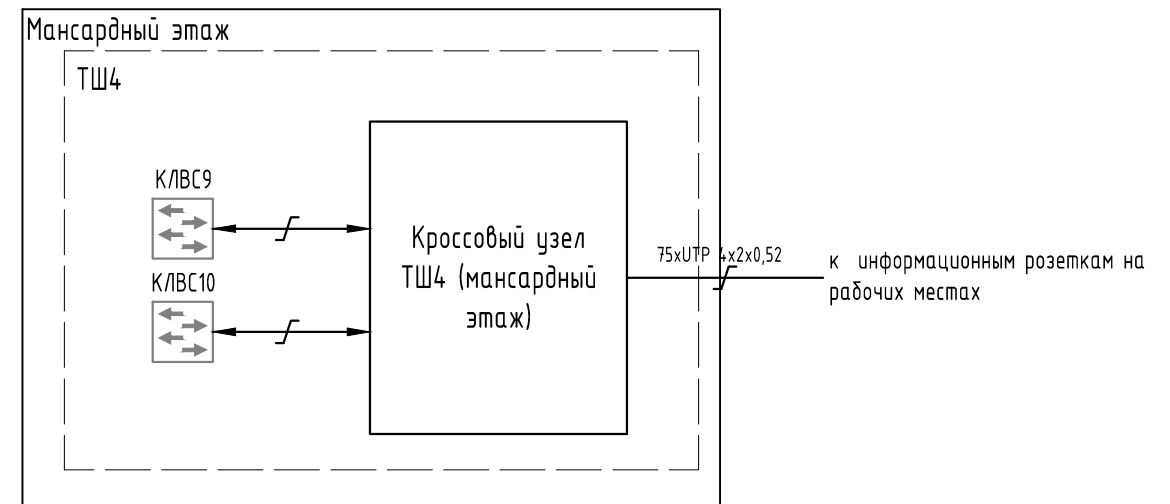 Мансардный этаж
ТШ4
КЛВС9
КЛВС10
Кроссовый узел
ТШ4 (мансардный
этаж)
75xUTP 4x2x0,52
к информационным розеткам на
рабочих местах